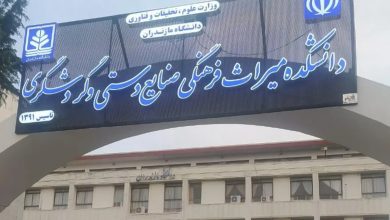 وزارت علوم، تحقیقات و فناوری
دانشگاه مازندران
دانشکده میراث فرهنگی صنایع دستی و گردشگری
تاسیس ۱۳۹۱